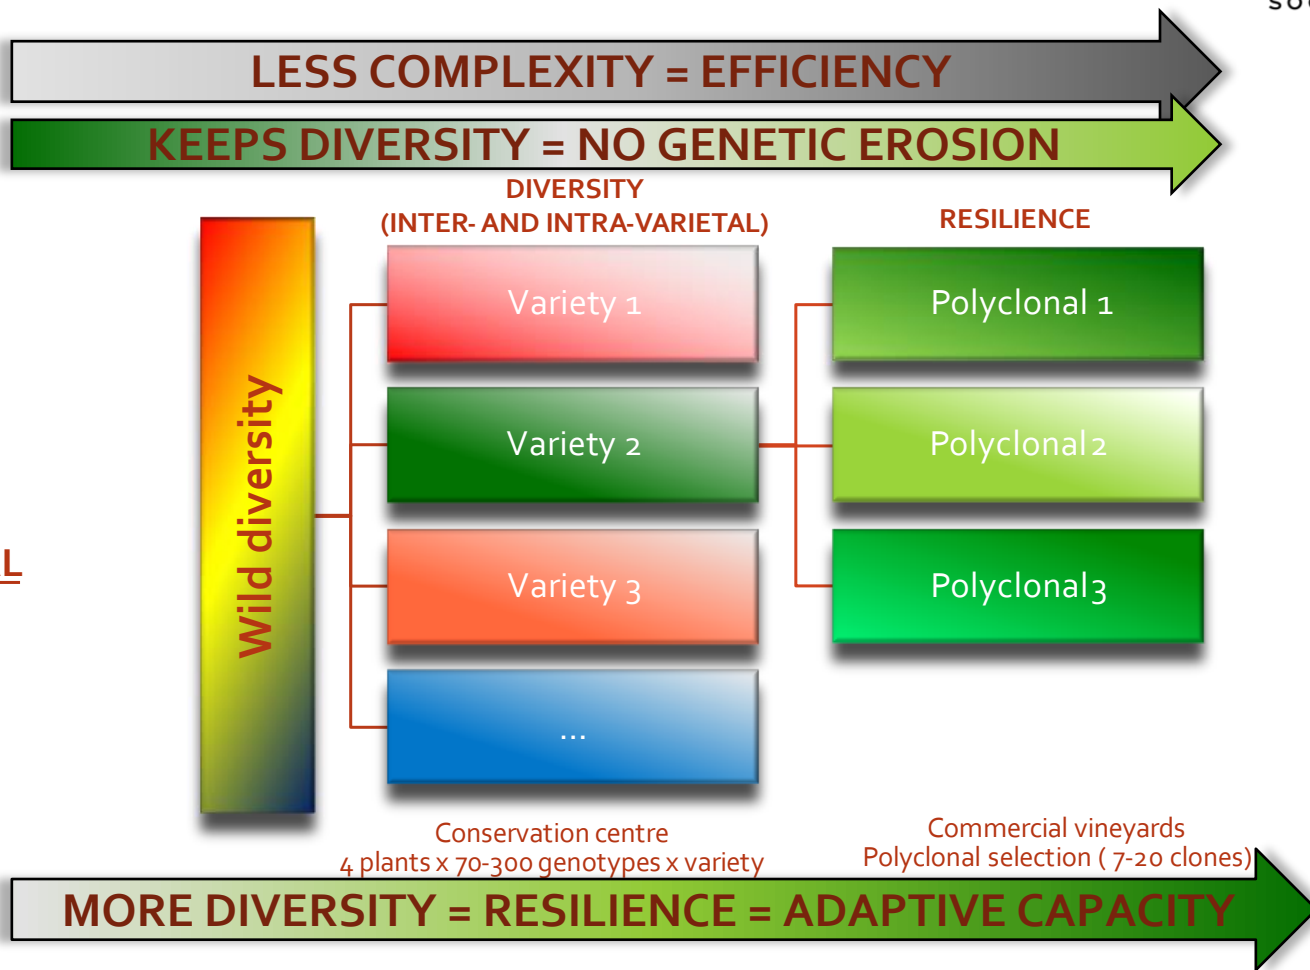 LESS COMPLEXITY = EFFICIENCY
KEEPS DIVERSITY = NO GENETIC EROSION
DIVERSITY
(INTER- AND INTRA-VARIETAL)
RESILIENCE
Wild diversity
Variety 1
Variety 2
Variety 3
...
Polyclonal 1
Polyclonal 2
Polyclonal 3
L
Conservation centre
4 plants x 70-300 genotypes x variety
Commercial vineyards
Polyclonal selection ( 7-20 clones)
MORE DIVERSITY = RESILIENCE = ADAPTIVE CAPACITY